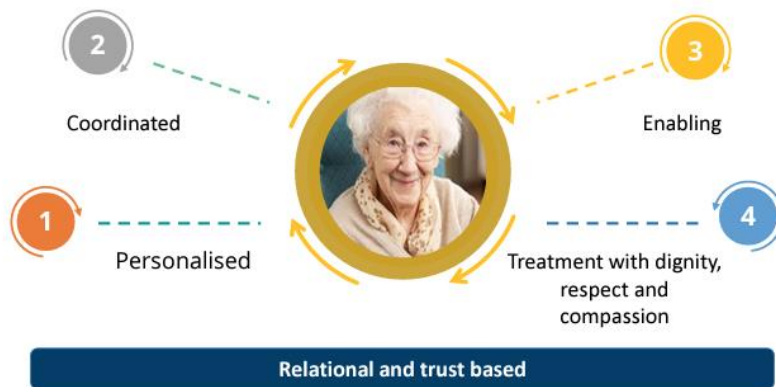 2
3
Coordinated
Enabling
1
4
Personalised
Treatment with dignity,
respect and
compassion
Relational and trust based